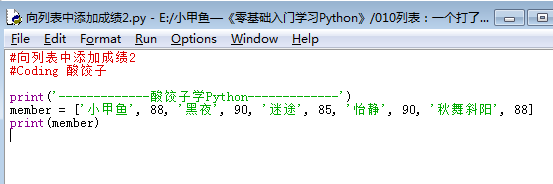 向列表中添加成绩2.py - E:/小甲鱼—《零基础入门学习Python》/010列表：一个打了...
File Edit Format Run Options Windows Help
#向列表中添加成绩2
#Coding 酸饺子
print('-------------酸饺子学Python-------------')
member = ['小甲鱼', 88, '黑夜', 90, '迷途', 85, '怡静', 90, '秋舞斜阳', 88]
print(member)